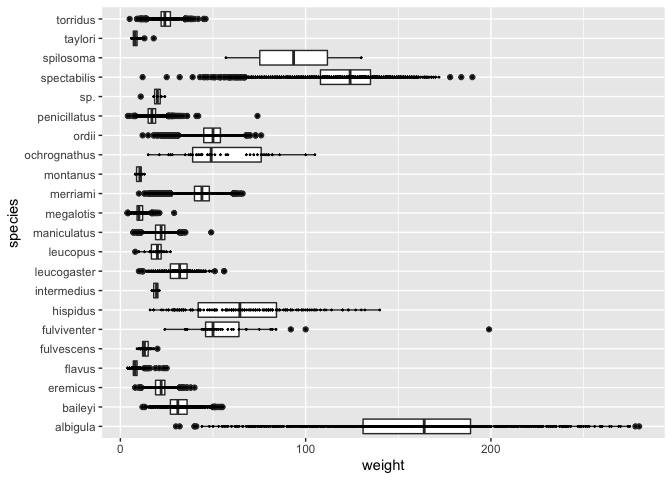 torridus
taylori
spilosoma
spectabilis
sp.
penicillatus
ordii
ochrognathus
montanus
merriami
megalotis
maniculatus
leucopus
leucogaster
intermedius
hispidus
fulviventer
fulvescens
flavus
eremicus
baileyi
albigula
species
0 100 200
weight